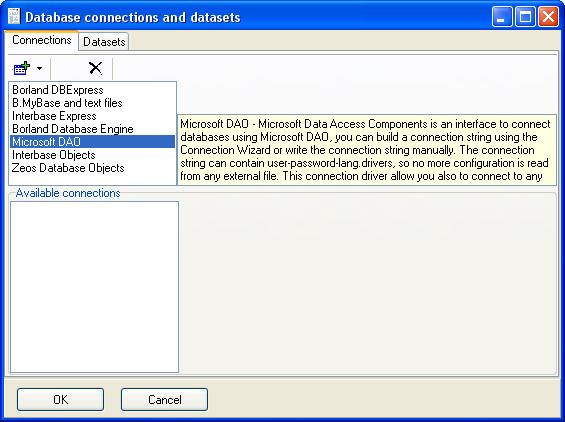 Database connections and datasets
Connections Datasets
Borland DBExpress
B.MyBase and text files
Interbase Express
Borland Database Engine
Microsoft DAO
Interbase Objects
Zeos Database Objects
Microsoft DAO - Microsoft Data Access Components is an interface to connect
databases using Microsoft DAO, you can build a connection string using the
Connection Wizard or write the connection string manually. The connection
string can contain user-password-lang.drivers, so no more configuration is read
from any external file. This connection driver allow you also to connect to any
Available connections
OK Cancel